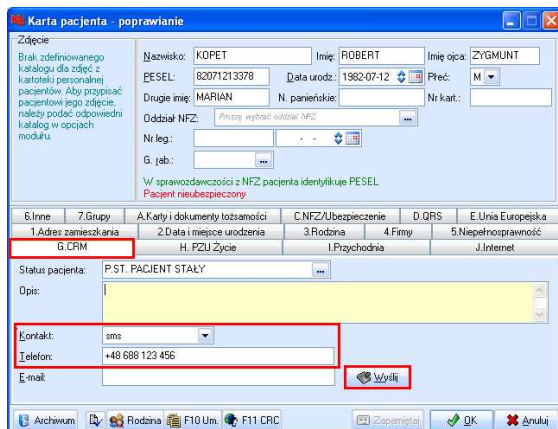 Karta pacjenta - poprawianie
Zdjęcie
Brak zdefiniowanego
katalogu dla zdjęć z
kartoteki personalnej
pacjentów. Aby przypisać
pacjentowi jego zdjęcie,
należy podać odpowiedni
katalog w opcjach
modułu.
Nazwisko: KOPET Imię: ROBERT Imię ojca: ZYGMUNT
PESEL: 82071213378 Data urodz.: 1982-07-12 Płeć: M
Drugie imię: MARIAN N. panieńskie: Nr kart.:
Oddział NFZ: Proszę wybrać oddział NFZ ...
Nr leg.: - -
G. zab.: ...
W sprawozdawczości z NFZ pacjenta identyfikuje PESEL
Pacjent nieubezpieczony
6.Inne 7.Grupy A.Karty i dokumenty tożsamości C.NFZ/Ubezpieczenie D.QRS E.Unia Europejska
1.Adres zamieszkania 2.Data i miejsce urodzenia 3.Rodzina 4.Firmy 5.Niepełnosprawność
G.CRM H. PZU Życie I.Przychodnia J.Internet
Status pacjenta: P.ST. PACJENT STAŁY ...
Opis:
Kontakt: sms
Telefon: +48 688 123 456
E-mail: Wyślij
Archiwum Rodzina F10 Um. F11 CRC Zapamiętaj OK Anuluj